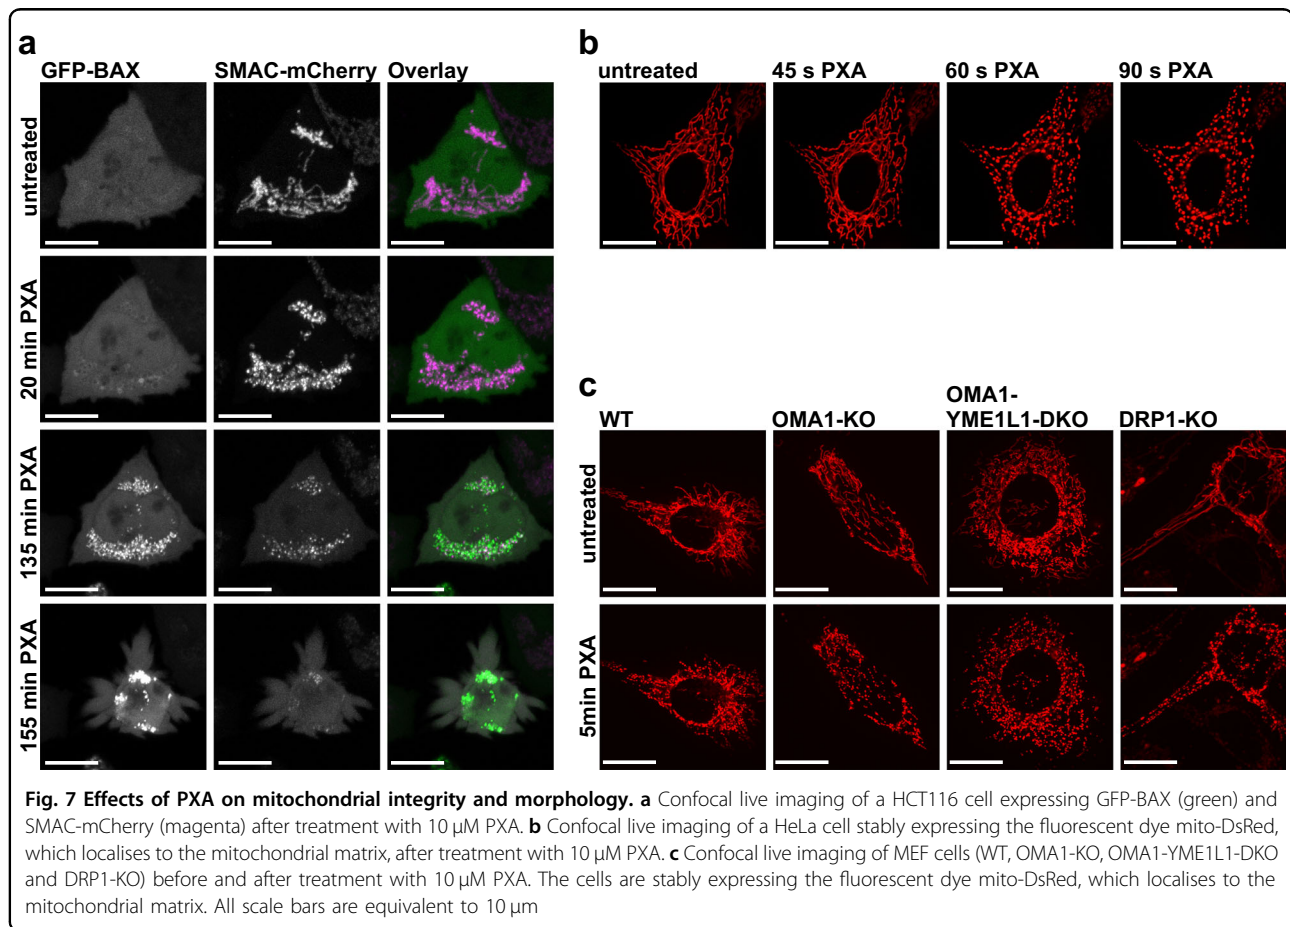 a
GFP-BAX SMAC-mCherry Overlay
untreated
20 min PXA
135 min PXA
155 min PXA
b
untreated 45 s PXA 60 s PXA 90 s PXA
c
WT OMA1-KO OMA1-
YME1L1-DKO DRP1-KO
untreated
5min PXA
Fig. 7 Effects of PXA on mitochondrial integrity and morphology. a Confocal live imaging of a HCT116 cell expressing GFP-BAX (green) and
SMAC-mCherry (magenta) after treatment with 10 µM PXA. b Confocal live imaging of a HeLa cell stably expressing the fluorescent dye mito-DsRed,
which localises to the mitochondrial matrix, after treatment with 10 µM PXA. c Confocal live imaging of MEF cells (WT, OMA1-KO, OMA1-YME1L1-DKO
and DRP1-KO) before and after treatment with 10 µM PXA. The cells are stably expressing the fluorescent dye mito-DsRed, which localises to the
mitochondrial matrix. All scale bars are equivalent to 10 µm